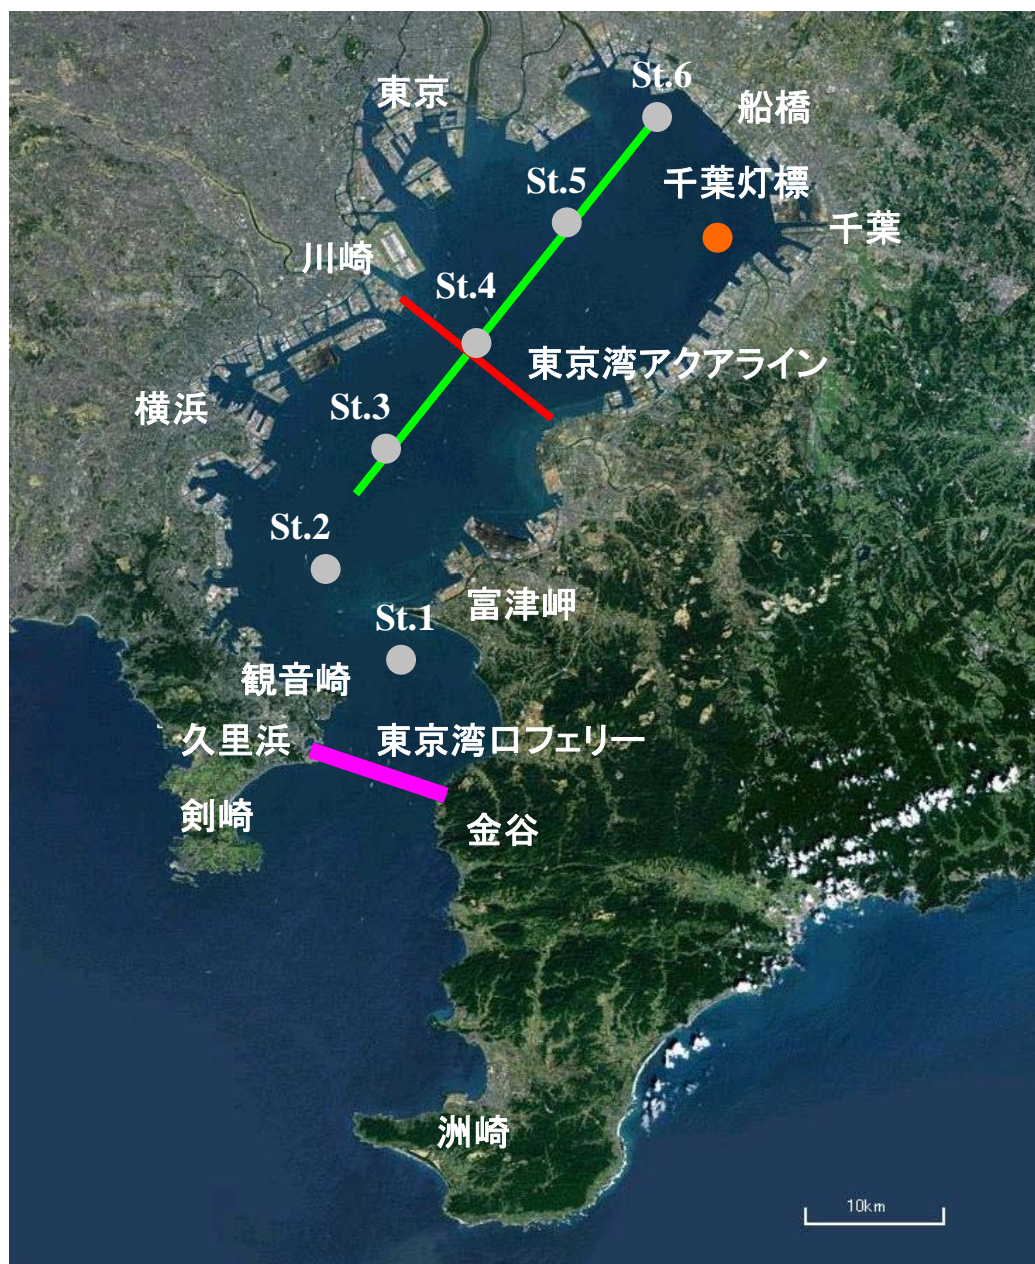 St.6
東京
船橋
St.5
千葉灯標
千葉
川崎
St.4
東京湾アクアライン
St.3
横浜
St.2
富津岬
St.1
観音崎
久里浜
東京湾口フェリー
剣崎
金谷
洲崎
10km